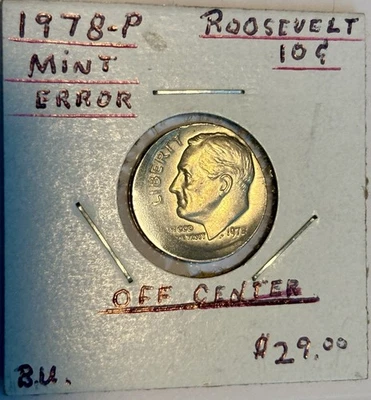 1978-P
MINT
ERROR
ROOSEVELT
10¢
LIBERTY
IN GOD
WE TRUST
1978
OFF CENTER
$29.00
B.U.